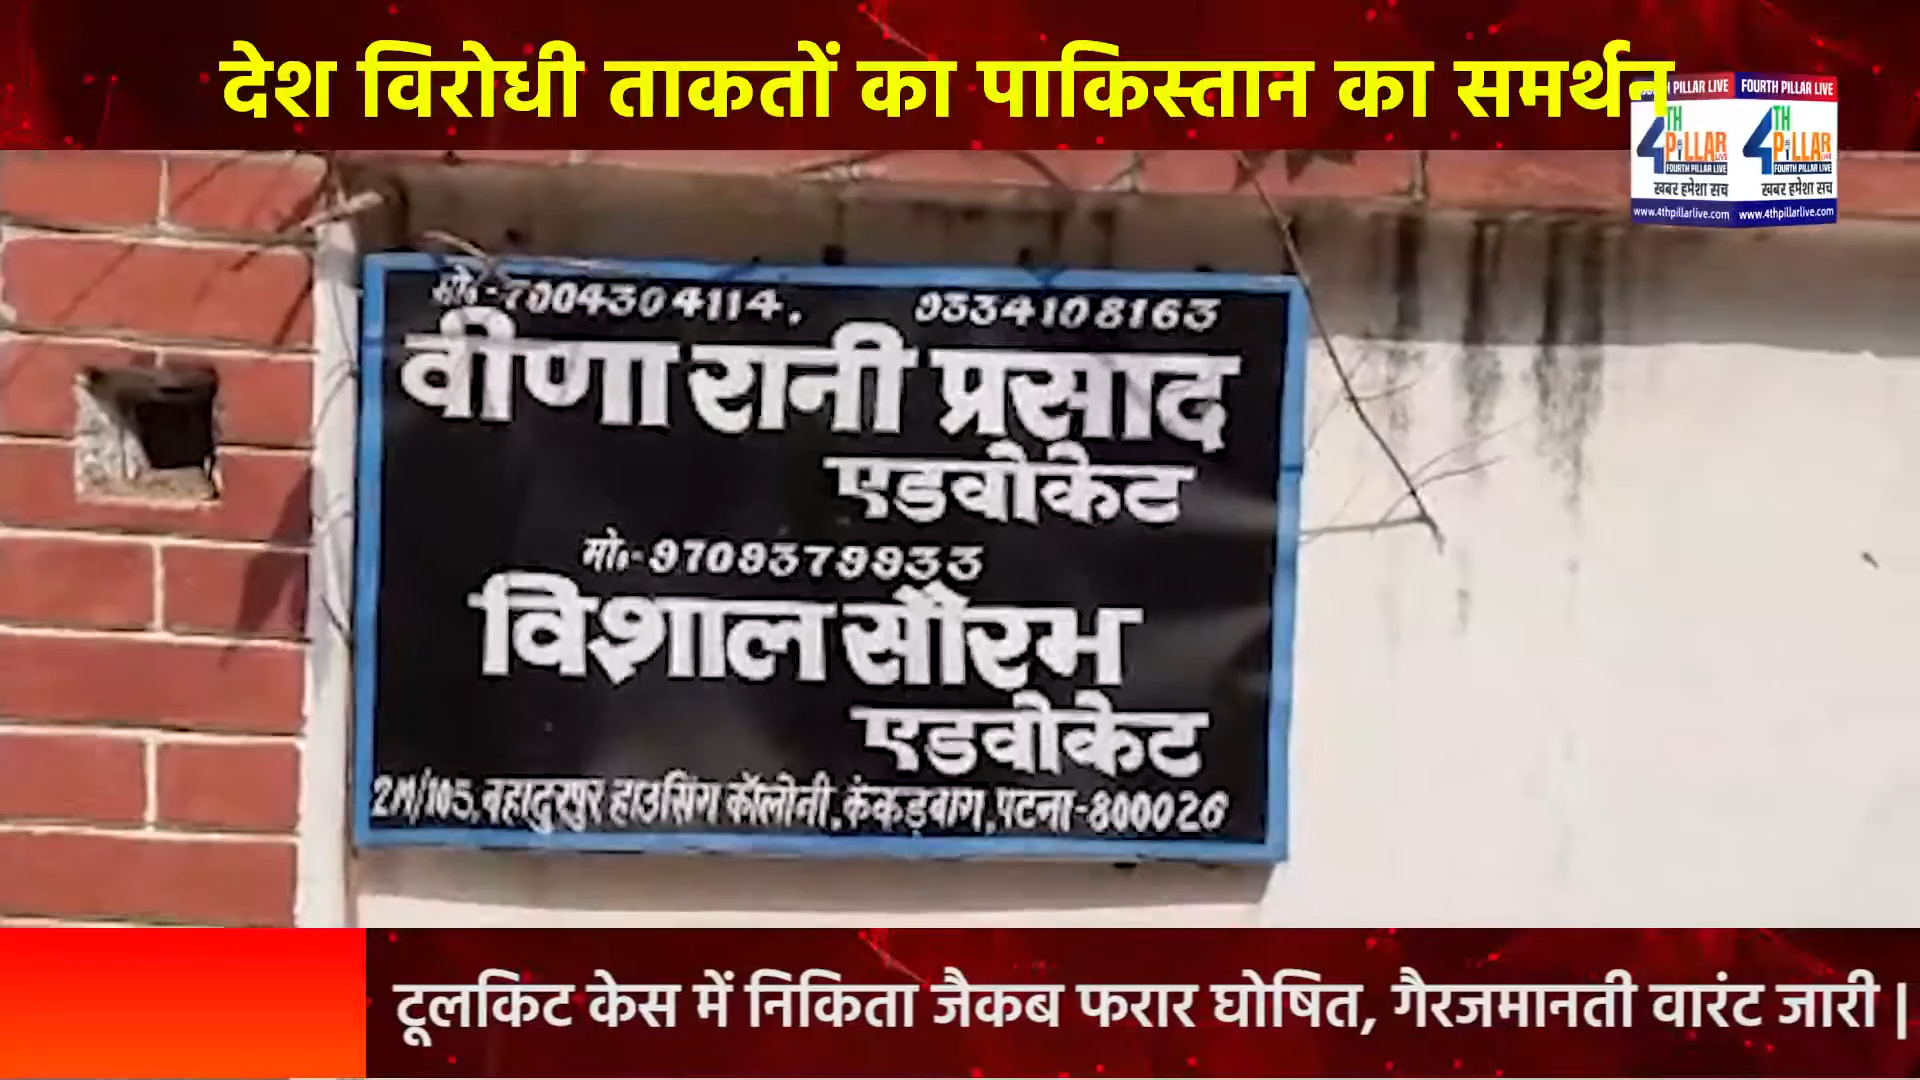 देश विरोधी ताकतों का पाकिस्तान का समर्थन
PILLAR LIVE
FOURTH PILLAR LIVE
4TH PILLAR LIVE
FOURTH PILLAR LIVE
खबर हमेशा सच
www.4thpillarlive.com
4TH PILLAR LIVE
FOURTH PILLAR LIVE
खबर हमेशा सच
www.4thpillarlive.com
मो॰-7004304114, 9334108163
वीणा रानी प्रसाद
एडवोकेट
मो॰-9709379933
विशाल सौरभ
एडवोकेट
2M/105, बहादुरपुर हाउसिंग कॉलोनी, कंकड़बाग, पटना-800026
टूलकिट केस में निकिता जैकब फरार घोषित, गैरजमानती वारंट जारी |